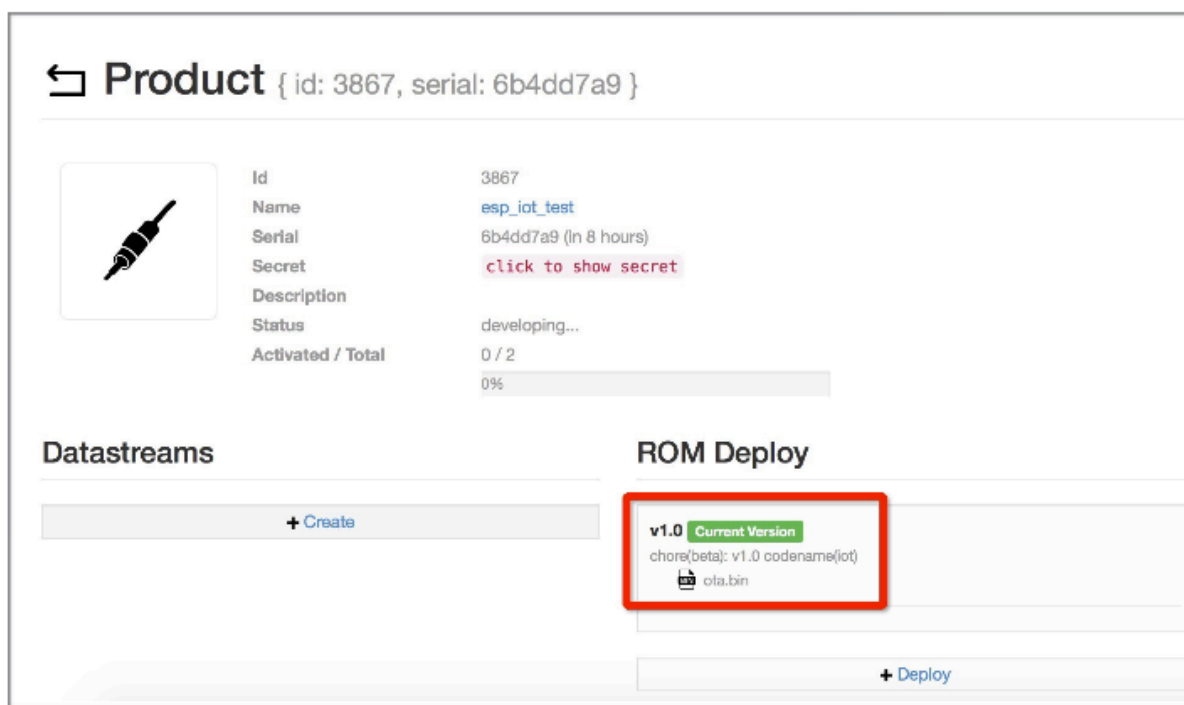 Product { id: 3867, serial: 6b4dd7a9 }
Id 3867
Name esp_iot_test
Serial 6b4dd7a9 (in 8 hours)
Secret click to show secret
Description
Status developing...
Activated / Total 0 / 2
0%
Datastreams
+ Create
ROM Deploy
v1.0 Current Version
chore(beta): v1.0 codename(iot)
ota.bin
+ Deploy